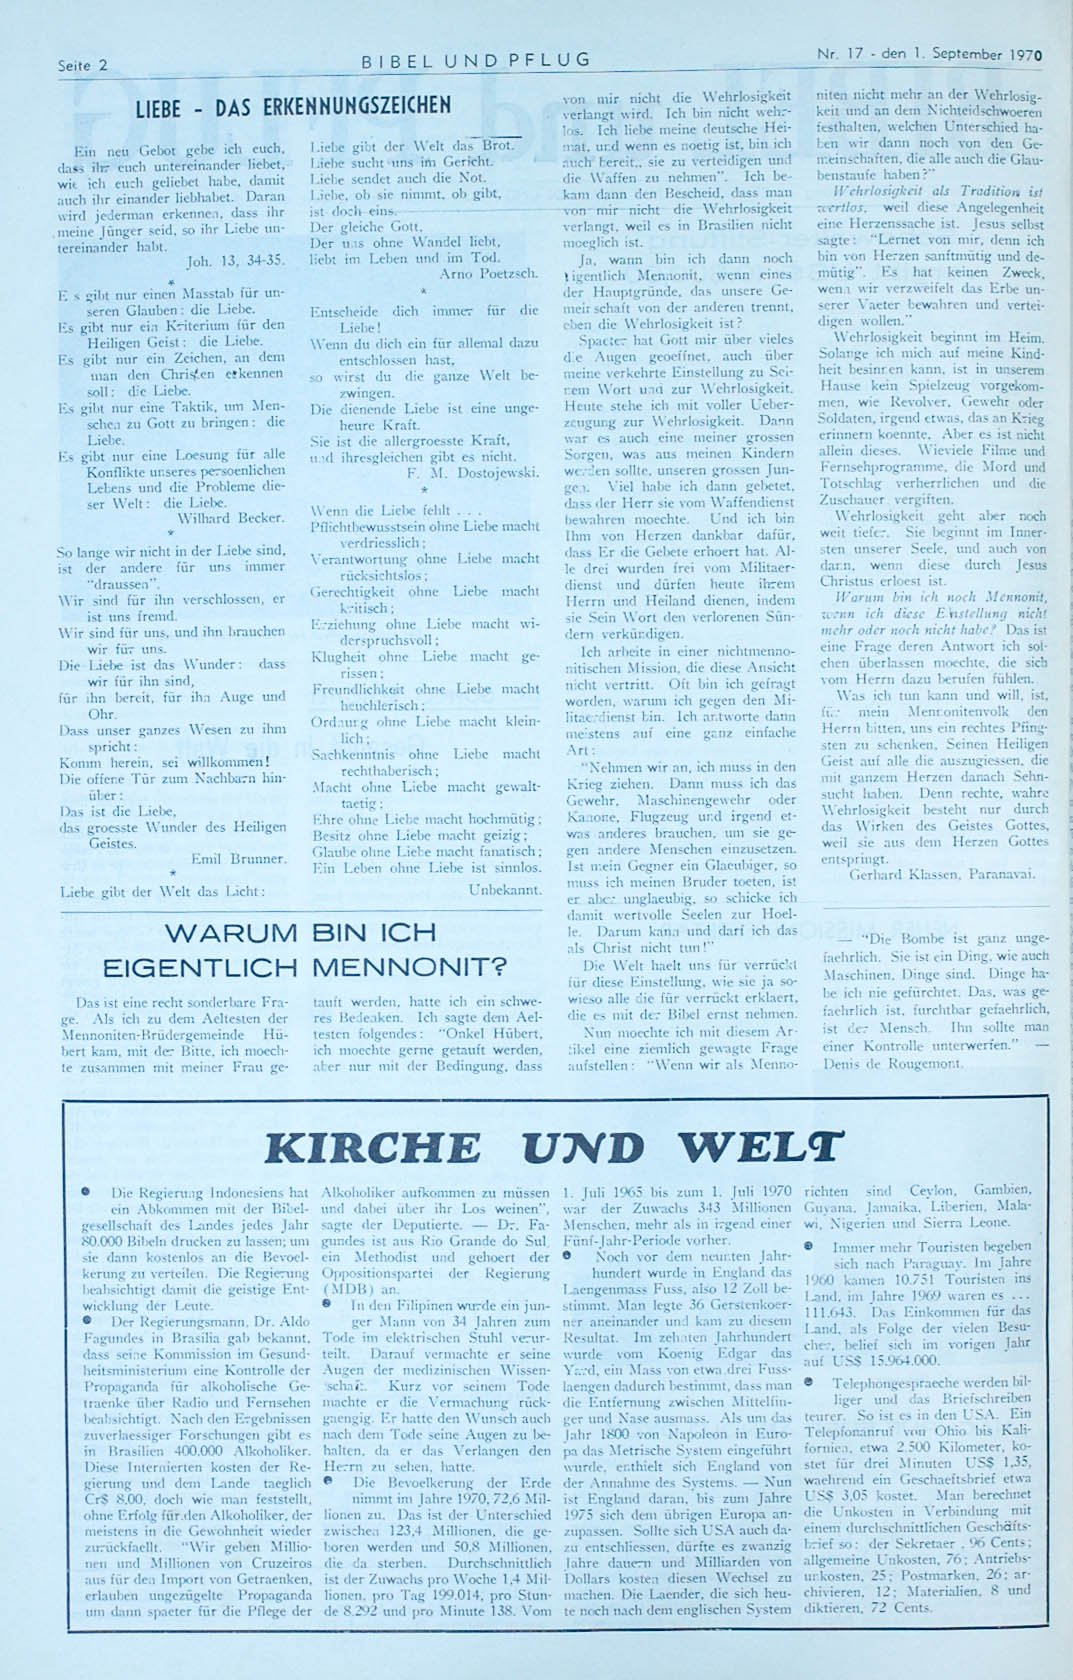 Seite 2
BIBEL UND PFLUG
Nr. 17 - den 1. September 1970
LIEBE - DAS ERKENNUNGSZEICHEN
Ein neu Gebot gebe ich euch,
dass ihr euch untereinander liebet,
wie ich euch geliebet habe, damit
auch ihr einander liebhabet. Daran
wird jederman erkennen, dass ihr
meine Jünger seid, so ihr Liebe un-
tereinander habt.
Joh. 13, 34-35.
*
Es gibt nur einen Masstab für un-
seren Glauben: die Liebe.
Es gibt nur ein Kriterium für den
Heiligen Geist: die Liebe.
Es gibt nur ein Zeichen, an dem
man den Christen erkennen
soll: die Liebe.
Es gibt nur eine Taktik, um Men-
schen zu Gott zu bringen: die
Liebe.
Es gibt nur eine Loesung für alle
Konflikte unseres persoenlichen
Lebens und die Probleme die-
ser Welt: die Liebe.
Wilhard Becker.
*
So lange wir nicht in der Liebe sind,
ist der andere für uns immer
"draussen".
Wir sind für ihn verschlossen, er
ist uns fremd.
Wir sind für uns, und ihn brauchen
wir für uns.
Die Liebe ist das Wunder: dass
wir für ihn sind,
für ihn bereit, für ihn Auge und
Ohr.
Dass unser ganzes Wesen zu ihm
spricht:
Komm herein, sei willkommen!
Die offene Tür zum Nachbarn hin-
über:
Das ist die Liebe,
das groesste Wunder des Heiligen
Geistes.
Emil Brunner.
*
Liebe gibt der Welt das Licht:
Liebe gibt der Welt das Brot.
Liebe sucht uns im Gericht.
Liebe sendet auch die Not.
Liebe, ob sie nimmt, ob gibt,
ist doch eins.
Der gleiche Gott,
Der uns ohne Wandel liebt,
liebt im Leben und im Tod.
Arno Poetzsch.
*
Entscheide dich immer für die
Liebe!
Wenn du dich ein für allemal dazu
entschlossen hast,
so wirst du die ganze Welt be-
zwingen.
Die dienende Liebe ist eine unge-
heure Kraft.
Sie ist die allergroesste Kraft,
und ihresgleichen gibt es nicht.
F. M. Dostojewski.
*
Wenn die Liebe fehlt . . .
Pflichtbewusstsein ohne Liebe macht
verdriesslich;
Verantwortung ohne Liebe macht
rücksichtslos;
Gerechtigkeit ohne Liebe macht
kritisch;
Erziehung ohne Liebe macht wi-
derspruchsvoll;
Klugheit ohne Liebe macht ge-
rissen;
Freundlichkeit ohne Liebe macht
heuchlerisch;
Ordnung ohne Liebe macht klein-
lich;
Sachkenntnis ohne Liebe macht
rechthaberisch;
Macht ohne Liebe macht gewalt-
taetig;
Ehre ohne Liebe macht hochmütig;
Besitz ohne Liebe macht geizig;
Glaube ohne Liebe macht fanatisch;
Ein Leben ohne Liebe ist sinnlos.
Unbekannt.
WARUM BIN ICH
EIGENTLICH MENNONIT?
Das ist eine recht sonderbare Fra-
ge. Als ich zu dem Aeltesten der
Mennoniten-Brüdergemeinde Hü-
bert kam, mit der Bitte, ich moech-
te zusammen mit meiner Frau ge-
tauft werden, hatte ich ein schwe-
res Bedenken. Ich sagte dem Ael-
testen folgendes: "Onkel Hübert,
ich moechte gerne getauft werden,
aber nur mit der Bedingung, dass
von mir nicht die Wehrlosigkeit
verlangt wird. Ich bin nicht wehr-
los. Ich liebe meine deutsche Hei-
mat, und wenn es noetig ist, bin ich
auch bereit, sie zu verteidigen und
die Waffen zu nehmen". Ich be-
kam dann den Bescheid, dass man
von mir nicht die Wehrlosigkeit
verlangt, weil es in Brasilien nicht
moeglich ist.
Ja, wann bin ich dann noch
eigentlich Mennonit, wenn eines
der Hauptgründe, das unsere Ge-
meinschaft von der anderen trennt,
eben die Wehrlosigkeit ist?
Spaeter hat Gott mir über vieles
die Augen geoeffnet, auch über
meine verkehrte Einstellung zu Sei-
nem Wort und zur Wehrlosigkeit.
Heute stehe ich mit voller Ueber-
zeugung zur Wehrlosigkeit. Dann
war es auch eine meiner grossen
Sorgen, was aus meinen Kindern
werden sollte, unseren grossen Jun-
gen. Viel habe ich dann gebetet,
dass der Herr sie vom Waffendienst
bewahren moechte. Und ich bin
Ihm von Herzen dankbar dafür,
dass Er die Gebete erhoert hat. Al-
le drei wurden frei vom Militaer-
dienst und dürfen heute ihrem
Herrn und Heiland dienen, indem
sie Sein Wort den verlorenen Sün-
dern verkündigen.
Ich arbeite in einer nichtmenno-
nitischen Mission, die diese Ansicht
nicht vertritt. Oft bin ich gefragt
worden, warum ich gegen den Mi-
litaerdienst bin. Ich antworte dann
meistens auf eine ganz einfache
Art:
"Nehmen wir an, ich muss in den
Krieg ziehen. Dann muss ich das
Gewehr, Maschinengewehr oder
Kanone, Flugzeug und irgend et-
was anderes brauchen, um sie ge-
gen andere Menschen einzusetzen.
Ist mein Gegner ein Glaeubiger, so
muss ich meinen Bruder toeten, ist
er aber unglaeubig, so schicke ich
damit wertvolle Seelen zur Hoel-
le. Darum kann und darf ich das
als Christ nicht tun!"
Die Welt haelt uns für verrückt
für diese Einstellung, wie sie ja so-
wieso alle die für verrückt erklaert,
die es mit der Bibel ernst nehmen.
Nun moechte ich mit diesem Ar-
tikel eine ziemlich gewagte Frage
aufstellen: "Wenn wir als Menno-
niten nicht mehr an der Wehrlosig-
keit und an dem Nichteidschwoeren
festhalten, welchen Unterschied ha-
ben wir dann noch von den Ge-
meinschaften, die alle auch die Glau-
benstaufe haben?"
Wehrlosigkeit als Tradition ist
wertlos, weil diese Angelegenheit
eine Herzenssache ist. Jesus selbst
sagte: "Lernet von mir, denn ich
bin von Herzen sanftmütig und de-
mütig". Es hat keinen Zweck,
wenn wir verzweifelt das Erbe un-
serer Vaeter bewahren und vertei-
digen wollen."
Wehrlosigkeit beginnt im Heim.
Solange ich mich auf meine Kind-
heit besinnen kann, ist in unserem
Hause kein Spielzeug vorgekom-
men, wie Revolver, Gewehr oder
Soldaten, irgend etwas, das an Krieg
erinnern koennte. Aber es ist nicht
allein dieses. Wieviele Filme und
Fernsehprogramme, die Mord und
Totschlag verherrlichen und die
Zuschauer vergiften.
Wehrlosigkeit geht aber noch
weit tiefer. Sie beginnt im Inner-
sten unserer Seele, und auch von
dann, wenn diese durch Jesus
Christus erloest ist.
Warum bin ich noch Mennonit,
wenn ich diese Einstellung nicht
mehr oder noch nicht habe? Das ist
eine Frage deren Antwort ich sol-
chen überlassen moechte, die sich
vom Herrn dazu berufen fühlen.
Was ich tun kann und will, ist,
für mein Mennonitenvolk den
Herrn bitten, uns ein rechtes Pfing-
sten zu schenken, Seinen Heiligen
Geist auf alle die auszugiessen, die
mit ganzem Herzen danach Sehn-
sucht haben. Denn rechte, wahre
Wehrlosigkeit besteht nur durch
das Wirken des Geistes Gottes,
weil sie aus dem Herzen Gottes
entspringt.
Gerhard Klassen, Paranavai.
— "Die Bombe ist ganz unge-
faehrlich. Sie ist ein Ding, wie auch
Maschinen, Dinge sind. Dinge ha-
be ich nie gefürchtet. Das, was ge-
faehrlich ist, furchtbar gefaehrlich,
ist der Mensch. Ihn sollte man
einer Kontrolle unterwerfen." —
Denis de Rougemont.
KIRCHE UND WELT
● Die Regierung Indonesiens hat
ein Abkommen mit der Bibel-
gesellschaft des Landes jedes Jahr
80.000 Bibeln drucken zu lassen; um
sie dann kostenlos an die Bevoel-
kerung zu verteilen. Die Regierung
beabsichtigt damit die geistige Ent-
wicklung der Leute.
● Der Regierungsmann, Dr. Aldo
Fagundes in Brasilia gab bekannt,
dass seine Kommission im Gesund-
heitsministerium eine Kontrolle der
Propaganda für alkoholische Ge-
traenke über Radio und Fernsehen
beabsichtigt. Nach den Ergebnissen
zuverlaessiger Forschungen gibt es
in Brasilien 400.000 Alkoholiker.
Diese Internierten kosten der Re-
gierung und dem Lande taeglich
Cr$ 8,00, doch wie man feststellt,
ohne Erfolg für den Alkoholiker, der
meistens in die Gewohnheit wieder
zurückfaellt. "Wir geben Millio-
nen und Millionen von Cruzeiros
aus für den Import von Getraenken,
erlauben ungezügelte Propaganda
um dann spaeter für die Pflege der
Alkoholiker aufkommen zu müssen
und dabei über ihr Los weinen",
sagte der Deputierte. — Dr. Fa-
gundes ist aus Rio Grande do Sul,
ein Methodist und gehoert der
Oppositionspartei der Regierung
(MDB) an.
● In den Filipinen wurde ein jun-
ger Mann von 34 Jahren zum
Tode im elektrischen Stuhl verur-
teilt. Darauf vermachte er seine
Augen der medizinischen Wissen-
schaft. Kurz vor seinem Tode
machte er die Vermachung rück-
gaengig. Er hatte den Wunsch auch
nach dem Tode seine Augen zu be-
halten, da er das Verlangen den
Herrn zu sehen, hatte.
● Die Bevoelkerung der Erde
nimmt im Jahre 1970, 72,6 Mil-
lionen zu. Das ist der Unterschied
zwischen 123,4 Millionen, die ge-
boren werden und 50,8 Millionen,
die da sterben. Durchschnittlich
ist der Zuwachs pro Woche 1,4 Mil-
lionen, pro Tag 199.014, pro Stun-
de 8.292 und pro Minute 138. Vom
1. Juli 1965 bis zum 1. Juli 1970
war der Zuwachs 343 Millionen
Menschen, mehr als in irgend einer
Fünf-Jahr-Periode vorher.
● Noch vor dem neunten Jahr-
hundert wurde in England das
Laengenmass Fuss, also 12 Zoll be-
stimmt. Man legte 36 Gerstenkoer-
ner aneinander und kam zu diesem
Resultat. Im zehnten Jahrhundert
wurde vom Koenig Edgar das
Yard, ein Mass von etwa drei Fuss-
laengen dadurch bestimmt, dass man
die Entfernung zwischen Mittelfin-
ger und Nase ausmass. Als um das
Jahr 1800 von Napoleon in Euro-
pa das Metrische System eingeführt
wurde, enthielt sich England von
der Annahme des Systems. — Nun
ist England daran, bis zum Jahre
1975 sich dem übrigen Europa an-
zupassen. Sollte sich USA auch da-
zu entschliessen, dürfte es zwanzig
Jahre dauern und Milliarden von
Dollars kosten diesen Wechsel zu
machen. Die Laender, die sich heu-
te noch nach dem englischen System
richten sind Ceylon, Gambien,
Guyana, Jamaika, Liberien, Mala-
wi, Nigerien und Sierra Leone.
● Immer mehr Touristen begeben
sich nach Paraguay. Im Jahre
1960 kamen 10.751 Touristen ins
Land, im Jahre 1969 waren es ...
111.643. Das Einkommen für das
Land, als Folge der vielen Besu-
cher, belief sich im vorigen Jahr
auf US$ 15.964.000.
● Telephongespraeche werden bil-
liger und das Briefschreiben
teurer. So ist es in den USA. Ein
Telepfonanruf von Ohio bis Kali-
fornien, etwa 2.500 Kilometer, ko-
stet für drei Minuten US$ 1,35,
waehrend ein Geschaeftsbrief etwa
US$ 3,05 kostet. Man berechnet
die Unkosten in Verbindung mit
einem durchschnittlichen Geschäfts-
brief so: der Sekretaer , 96 Cents;
allgemeine Unkosten, 76; Antriebs-
unkosten, 25; Postmarken, 26; ar-
chivieren, 12; Materialien, 8 und
diktieren, 72 Cents.